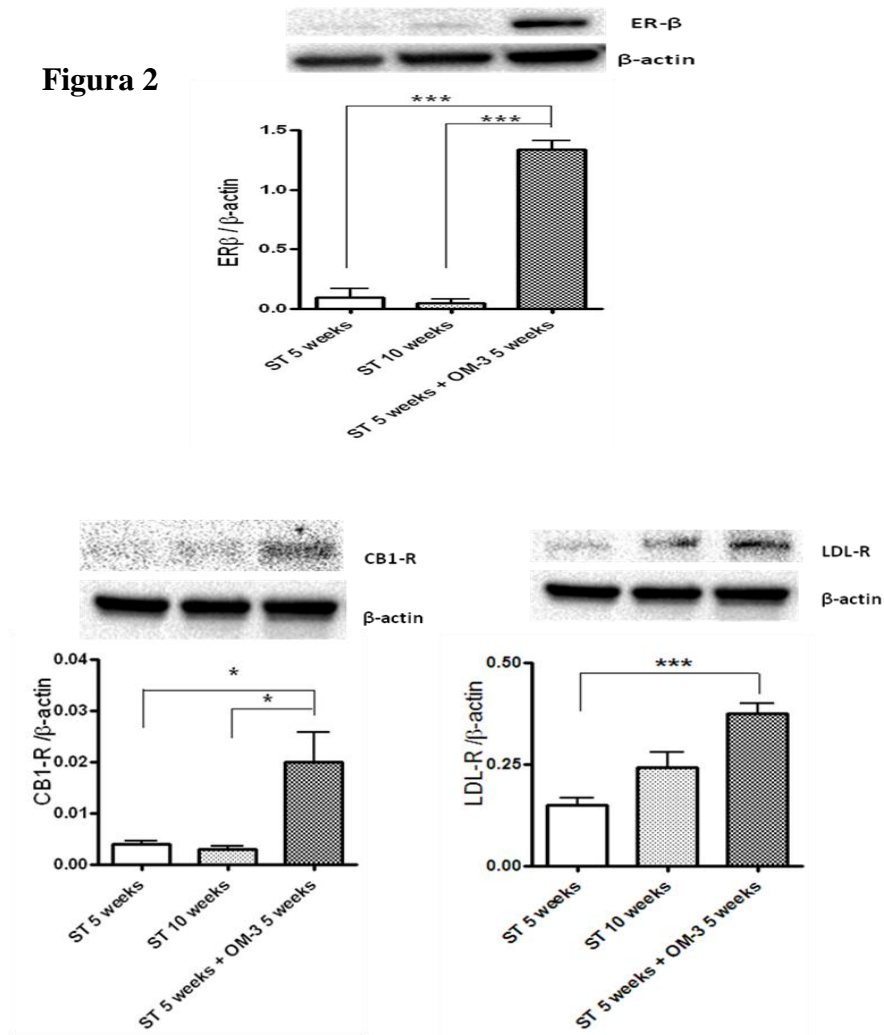 ER-β
β-actin
Figura 2
***
***
ERβ / β-actin
1.5
1.0
0.5
0.0
ST 5 weeks
ST 10 weeks
ST 5 weeks + OM-3 5 weeks
CB1-R
β-actin
CB1-R /β-actin
0.04
0.03
0.02
0.01
0.00
*
*
ST 5 weeks
ST 10 weeks
ST 5 weeks + OM-3 5 weeks
LDL-R
β-actin
LDL-R /β-actin
0.50
0.25
0.00
***
ST 5 weeks
ST 10 weeks
ST 5 weeks + OM-3 5 weeks